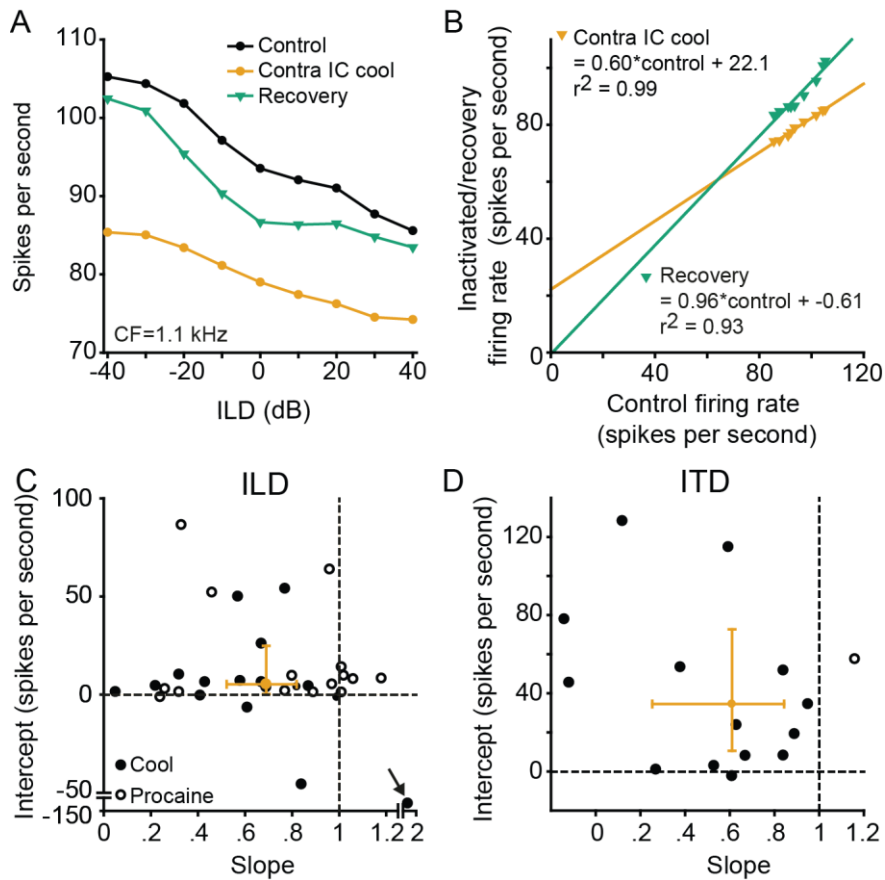 A
110
100
90
80
70
Spikes per second
Control
Contra IC cool
Recovery
CF=1.1 kHz
-40
-20
0
20
40
ILD (dB)
B
Contra IC cool
= 0.60*control + 22.1
r2 = 0.99
Inactivated/recovery
firing rate (spikes per second)
80
40
0
Recovery
= 0.96*control + -0.61
r2 = 0.93
0
40
80
120
Control firing rate
(spikes per second)
C
ILD
Intercept (spikes per second)
100
50
0
-50
-150
Cool
Procaine
0
.2
.4
.6
.8
1
1.2
2
Slope
D
ITD
Intercept (spikes per second)
120
80
40
0
0
.2
.4
.6
.8
1
1.2
Slope